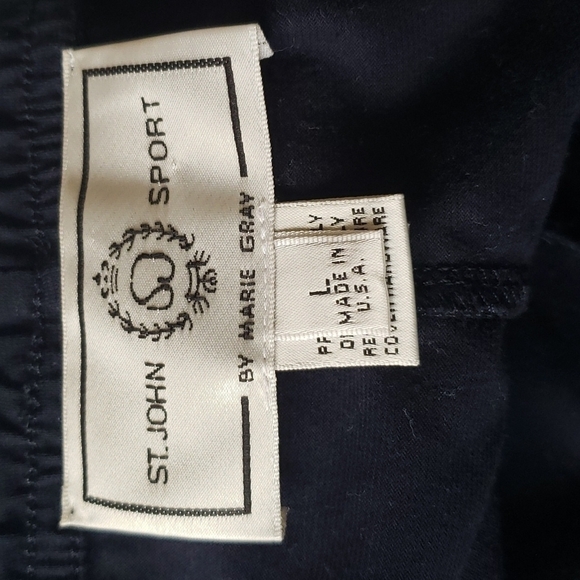 ST. JOHN SPORT
BY MARIE GRAY
L
MADE IN
U.S.A.